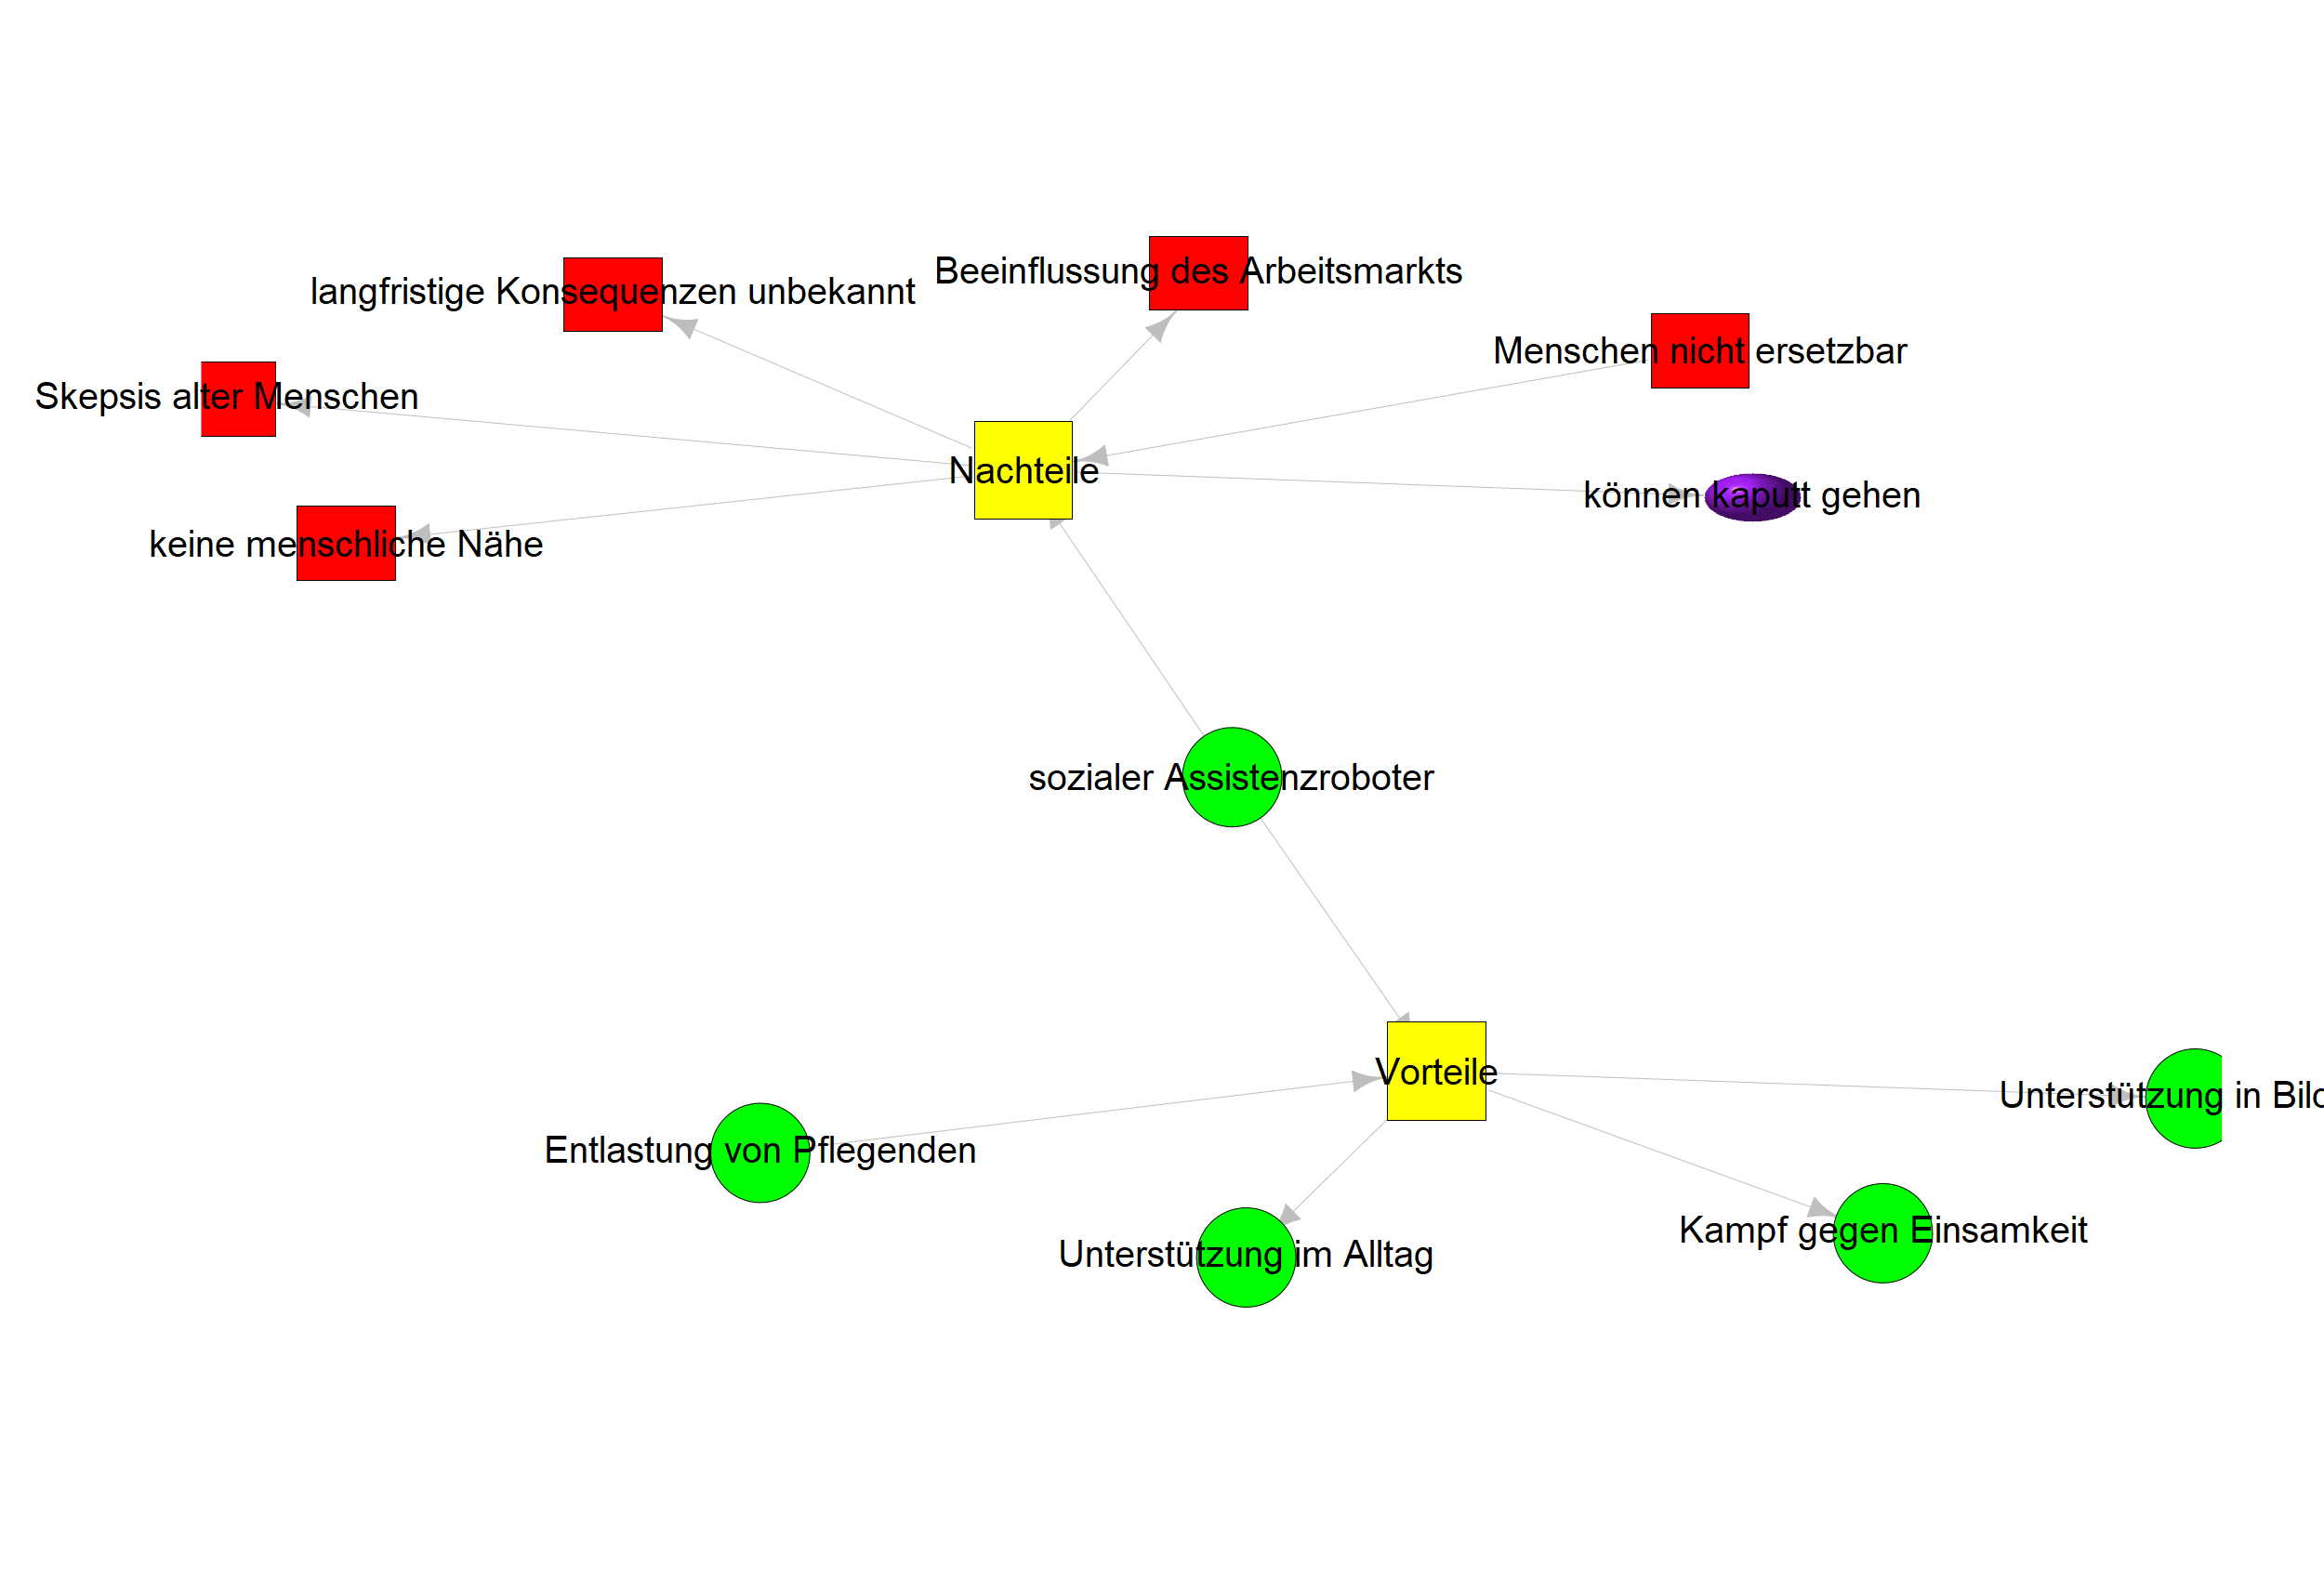 Beeinflussung des Arbeitsmarkts
langfristige Konsequenzen unbekannt
Menschen nicht ersetzbar
Skepsis alter Menschen
Nachteile
können kaputt gehen
keine menschliche Nähe
sozialer Assistenzroboter
Vorteile
Unterstützung in
Entlastung von Pflegenden
Kampf gegen Einsamkeit
Unterstützung im Alltag